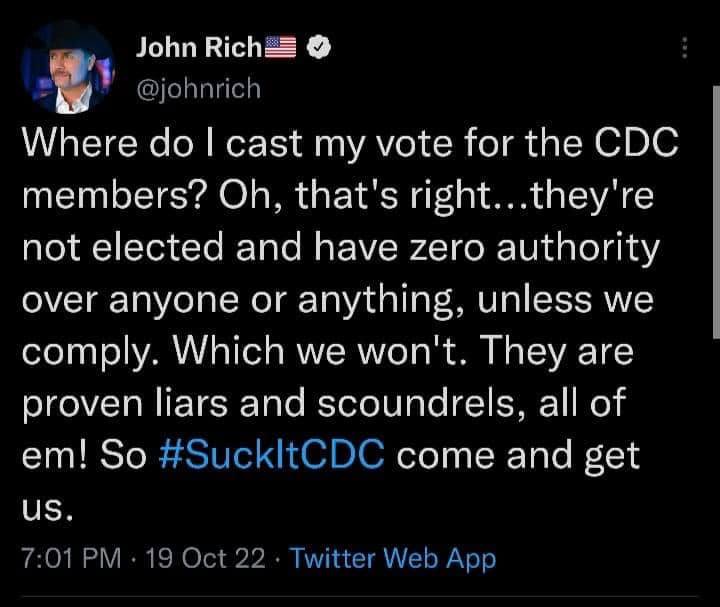 John Rich🇺🇸
@johnrich
Where do I cast my vote for the CDC
members? Oh, that's right...they're
not elected and have zero authority
over anyone or anything, unless we
comply. Which we won't. They are
proven liars and scoundrels, all of
em! So #SuckItCDC come and get
us.
7:01 PM · 19 Oct 22 · Twitter Web App